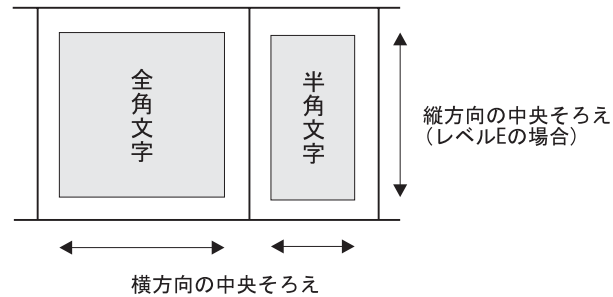 全角文字
半角文字
縦方向の中央そろえ
（レベルEの場合）
横方向の中央そろえ